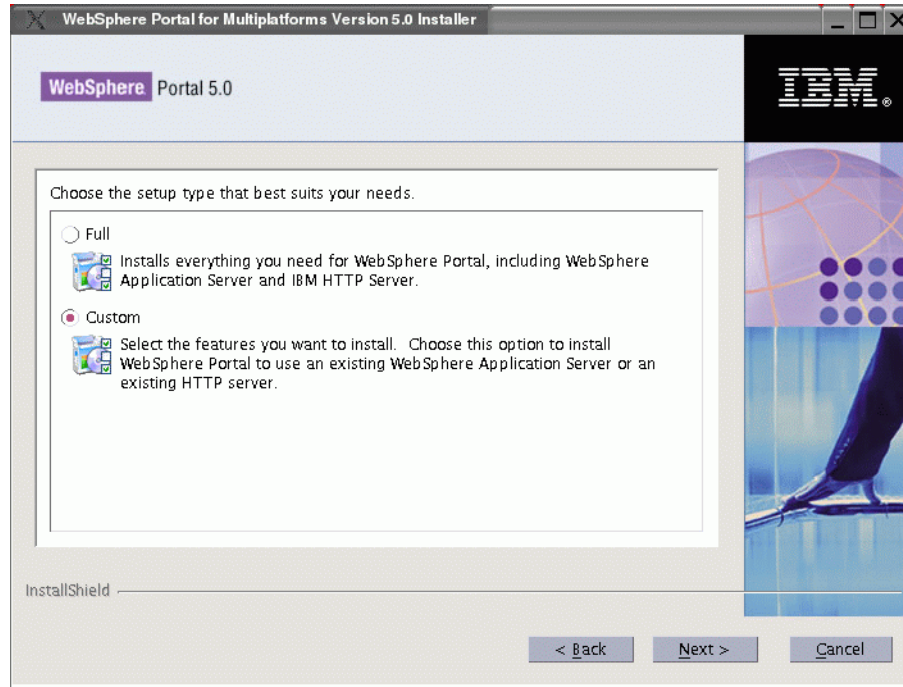 WebSphere Portal for Multiplatforms Version 5.0 Installer
WebSphere Portal 5.0
IBM®
Choose the setup type that best suits your needs.
Full
Installs everything you need for WebSphere Portal, including WebSphere
Application Server and IBM HTTP Server.
Custom
Select the features you want to install. Choose this option to install
WebSphere Portal to use an existing WebSphere Application Server or an
existing HTTP server.
InstallShield
< Back
Next >
Cancel